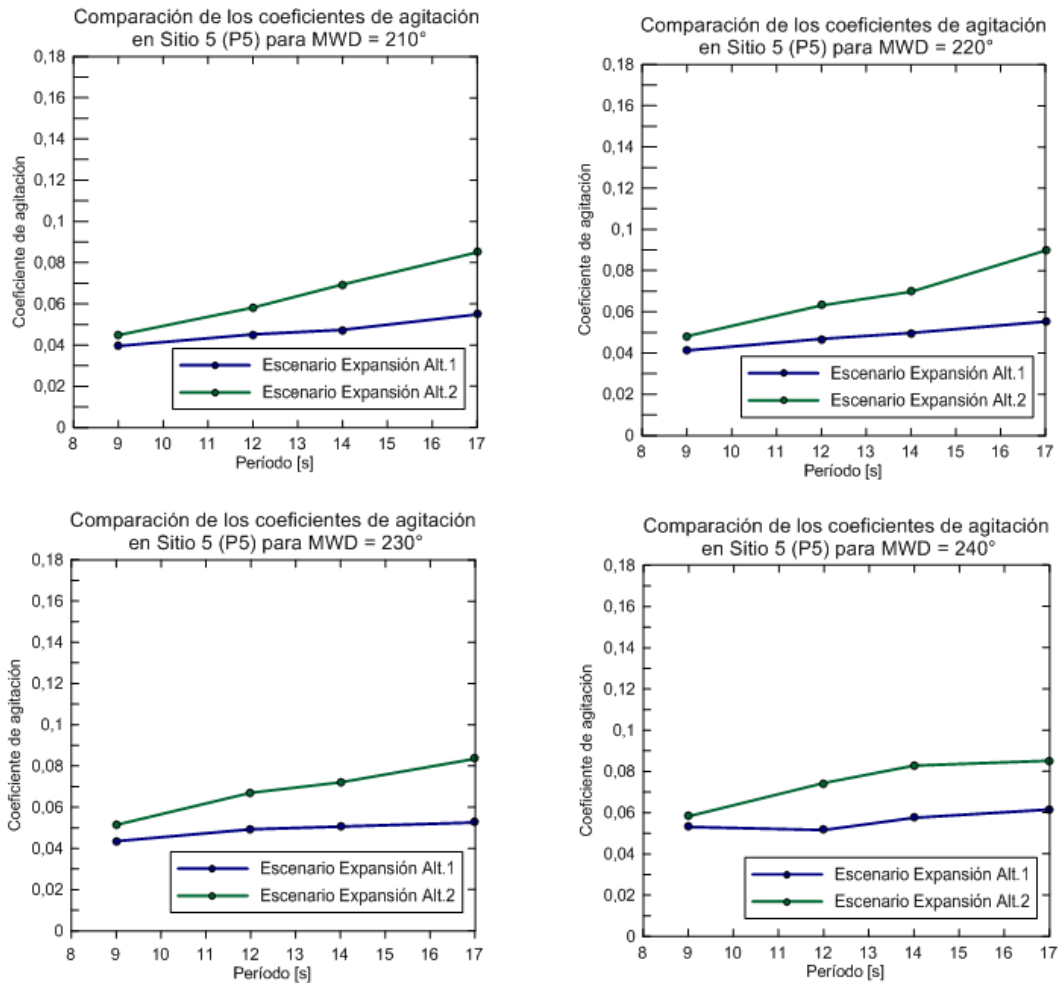 Comparación de los coeficientes de agitación
en Sitio 5 (P5) para MWD = 210°
0,18
0,16
0,14
0,12
0,1
0,08
0,06
0,04
0,02
0
Coeficiente de agitación
Escenario Expansión Alt.1
Escenario Expansión Alt.2
8 9 10 11 12 13 14 15 16 17
Período [s]
Comparación de los coeficientes de agitación
en Sitio 5 (P5) para MWD = 220°
0,18
0,16
0,14
0,12
0,1
0,08
0,06
0,04
0,02
0
Coeficiente de agitación
Escenario Expansión Alt.1
Escenario Expansión Alt.2
8 9 10 11 12 13 14 15 16 17
Período [s]
Comparación de los coeficientes de agitación
en Sitio 5 (P5) para MWD = 230°
0,18
0,16
0,14
0,12
0,1
0,08
0,06
0,04
0,02
0
Coeficiente de agitación
Escenario Expansión Alt.1
Escenario Expansión Alt.2
8 9 10 11 12 13 14 15 16 17
Período [s]
Comparación de los coeficientes de agitación
en Sitio 5 (P5) para MWD = 240°
0,18
0,16
0,14
0,12
0,1
0,08
0,06
0,04
0,02
0
Coeficiente de agitación
Escenario Expansión Alt.1
Escenario Expansión Alt.2
8 9 10 11 12 13 14 15 16 17
Período [s]